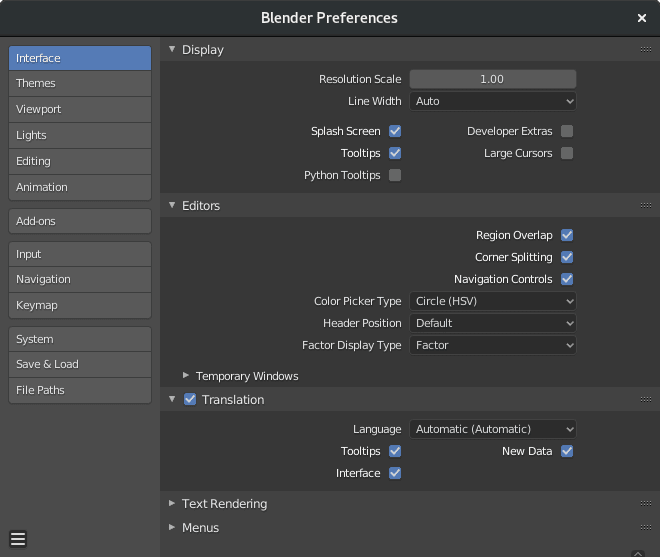 Blender Preferences
Interface
Themes
Viewport
Lights
Editing
Animation
Add-ons
Input
Navigation
Keymap
System
Save & Load
File Paths
Display
Resolution Scale 1.00
Line Width Auto
Splash Screen Developer Extras
Tooltips Large Cursors
Python Tooltips
Editors
Region Overlap
Corner Splitting
Navigation Controls
Color Picker Type Circle (HSV)
Header Position Default
Factor Display Type Factor
Temporary Windows
Translation
Language Automatic (Automatic)
Tooltips New Data
Interface
Text Rendering
Menus